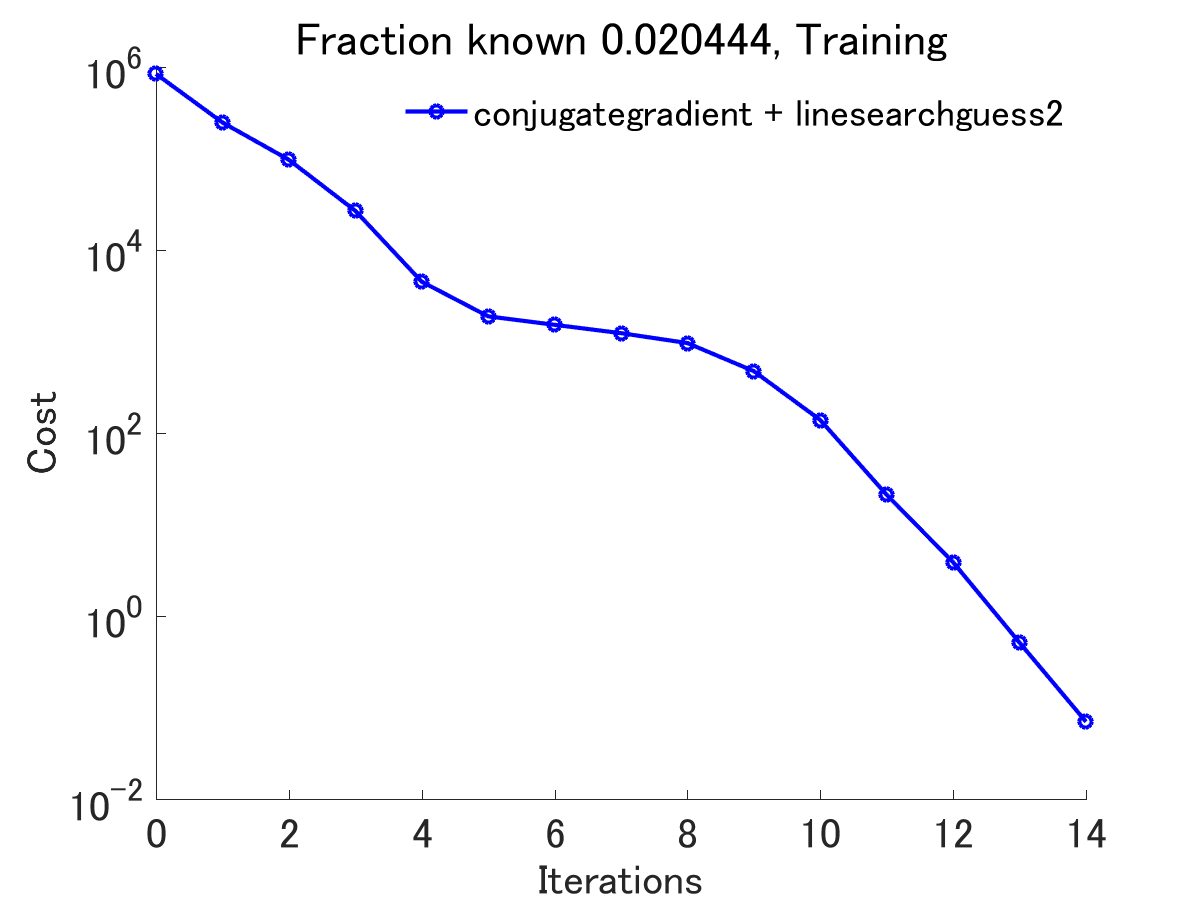 Fraction known 0.020444, Training
conjugategradient + linesearchguess2
10^6
10^4
10^2
10^0
10^-2
Cost
0 2 4 6 8 10 12 14
Iterations